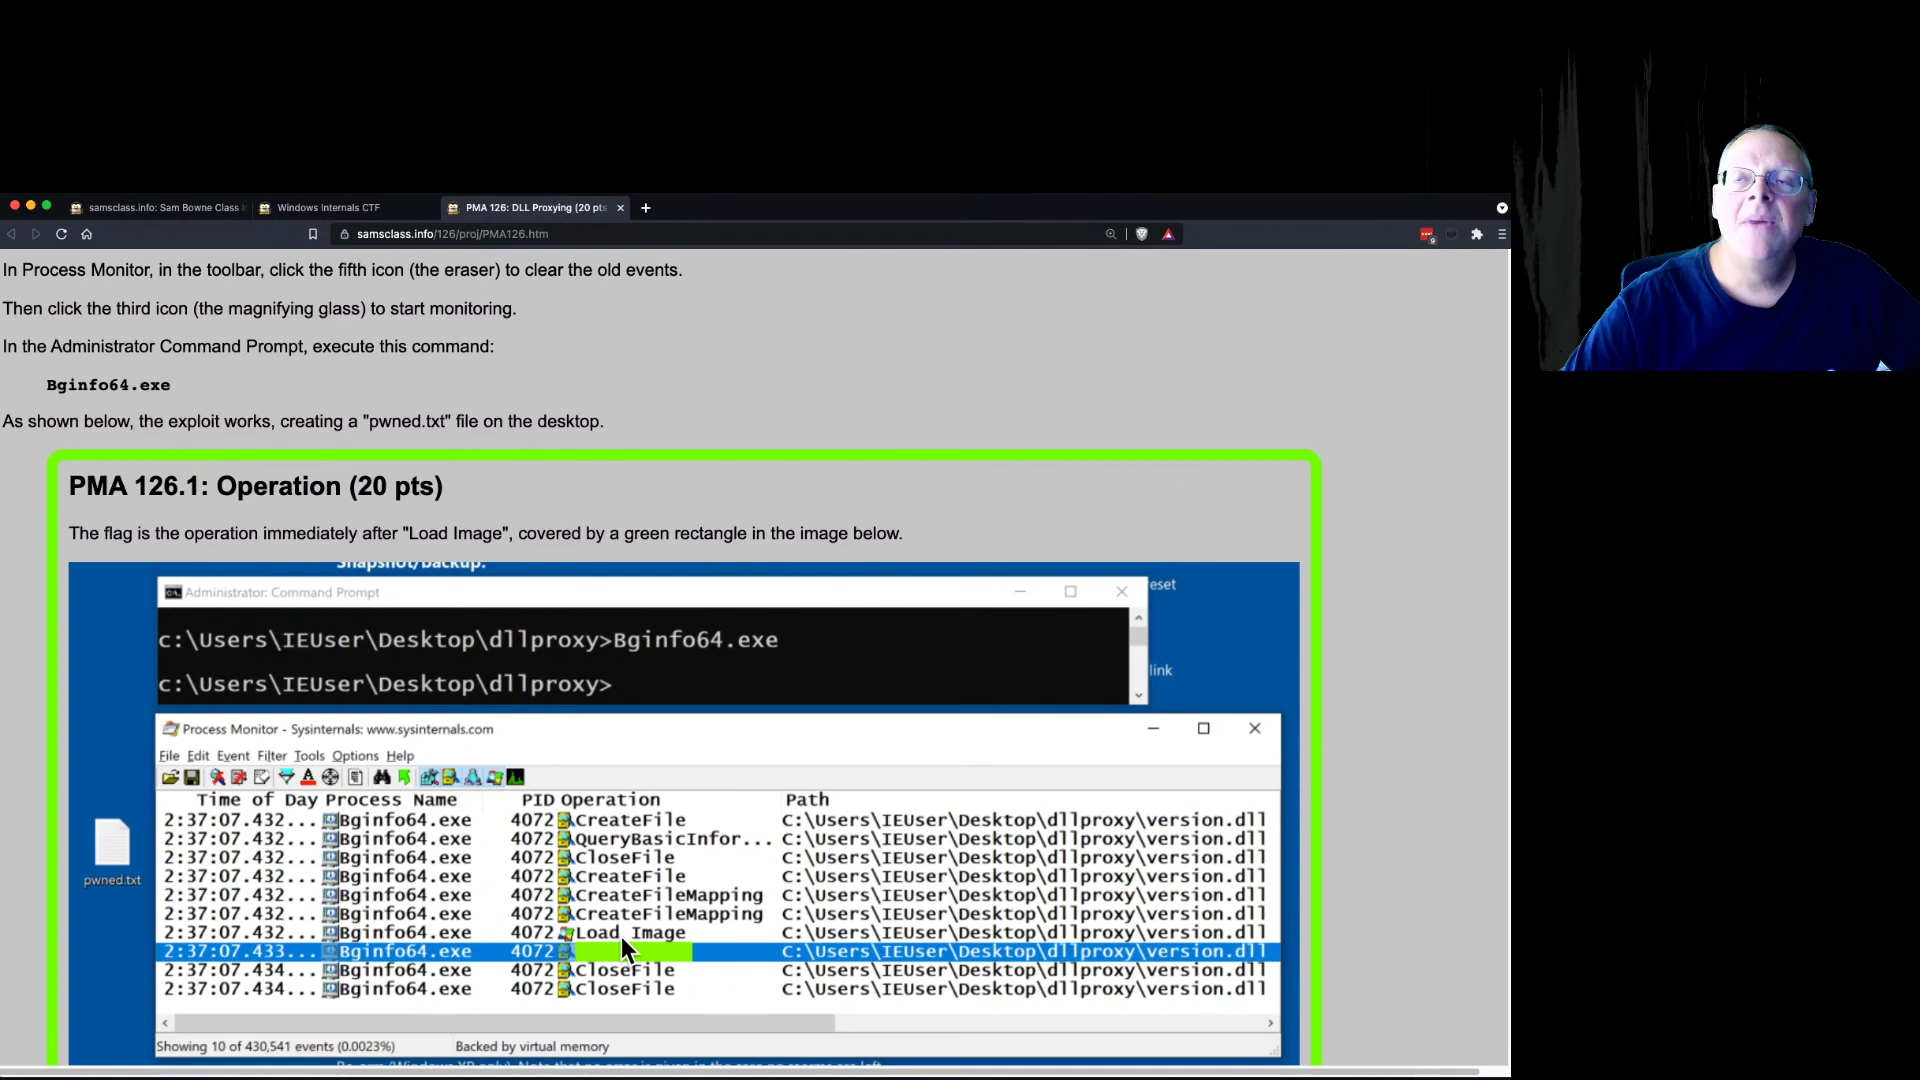 samsclass.info: Sam Bowne Class I
Windows Internals CTF
PMA 126: DLL Proxying (20 pts
samsclass.info/126/proj/PMA126.htm
9
In Process Monitor, in the toolbar, click the fifth icon (the eraser) to clear the old events.
Then click the third icon (the magnifying glass) to start monitoring.
In the Administrator Command Prompt, execute this command:
Bginfo64.exe
As shown below, the exploit works, creating a "pwned.txt" file on the desktop.
PMA 126.1: Operation (20 pts)
The flag is the operation immediately after "Load Image", covered by a green rectangle in the image below.
Snapshot/backup:
Administrator: Command Prompt
eset
c:\Users\IEUser\Desktop\dllproxy>Bginfo64.exe
link
c:\Users\IEUser\Desktop\dllproxy>
Process Monitor - Sysinternals: www.sysinternals.com
File Edit Event Filter Tools Options Help
Time of Day Process Name PID Operation Path
2:37:07.432... Bginfo64.exe 4072 CreateFile C:\Users\IEUser\Desktop\dllproxy\version.dll
2:37:07.432... Bginfo64.exe 4072 QueryBasicInfor... C:\Users\IEUser\Desktop\dllproxy\version.dll
2:37:07.432... Bginfo64.exe 4072 CloseFile C:\Users\IEUser\Desktop\dllproxy\version.dll
2:37:07.432... Bginfo64.exe 4072 CreateFile C:\Users\IEUser\Desktop\dllproxy\version.dll
2:37:07.432... Bginfo64.exe 4072 CreateFileMapping C:\Users\IEUser\Desktop\dllproxy\version.dll
2:37:07.432... Bginfo64.exe 4072 CreateFileMapping C:\Users\IEUser\Desktop\dllproxy\version.dll
2:37:07.432... Bginfo64.exe 4072 Load Image C:\Users\IEUser\Desktop\dllproxy\version.dll
2:37:07.433... Bginfo64.exe 4072 C:\Users\IEUser\Desktop\dllproxy\version.dll
2:37:07.434... Bginfo64.exe 4072 CloseFile C:\Users\IEUser\Desktop\dllproxy\version.dll
2:37:07.434... Bginfo64.exe 4072 CloseFile C:\Users\IEUser\Desktop\dllproxy\version.dll
pwned.txt
Showing 10 of 430,541 events (0.0023%) Backed by virtual memory